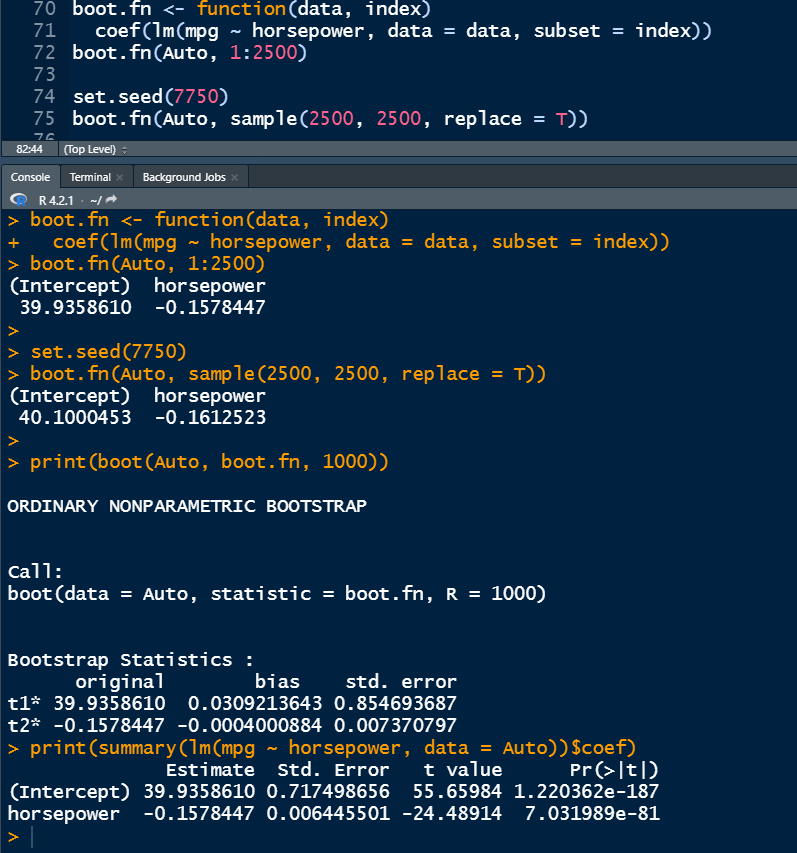 70 boot.fn <- function(data, index)
71   coef(lm(mpg ~ horsepower, data = data, subset = index))
72 boot.fn(Auto, 1:2500)
73
74 set.seed(7750)
75 boot.fn(Auto, sample(2500, 2500, replace = T))
76
82:44 (Top Level)
Console Terminal Background Jobs
R 4.2.1 · ~/
> boot.fn <- function(data, index)
+   coef(lm(mpg ~ horsepower, data = data, subset = index))
> boot.fn(Auto, 1:2500)
(Intercept)  horsepower
 39.9358610  -0.1578447
>
> set.seed(7750)
> boot.fn(Auto, sample(2500, 2500, replace = T))
(Intercept)  horsepower
 40.1000453  -0.1612523
>
> print(boot(Auto, boot.fn, 1000))
ORDINARY NONPARAMETRIC BOOTSTRAP
Call:
boot(data = Auto, statistic = boot.fn, R = 1000)
Bootstrap Statistics :
      original        bias    std. error
t1* 39.9358610  0.0309213643 0.854693687
t2* -0.1578447 -0.0004000884 0.007370797
> print(summary(lm(mpg ~ horsepower, data = Auto))$coef)
              Estimate  Std. Error   t value      Pr(>|t|)
(Intercept) 39.9358610 0.717498656  55.65984 1.220362e-187
horsepower  -0.1578447 0.006445501 -24.48914  7.031989e-81
>